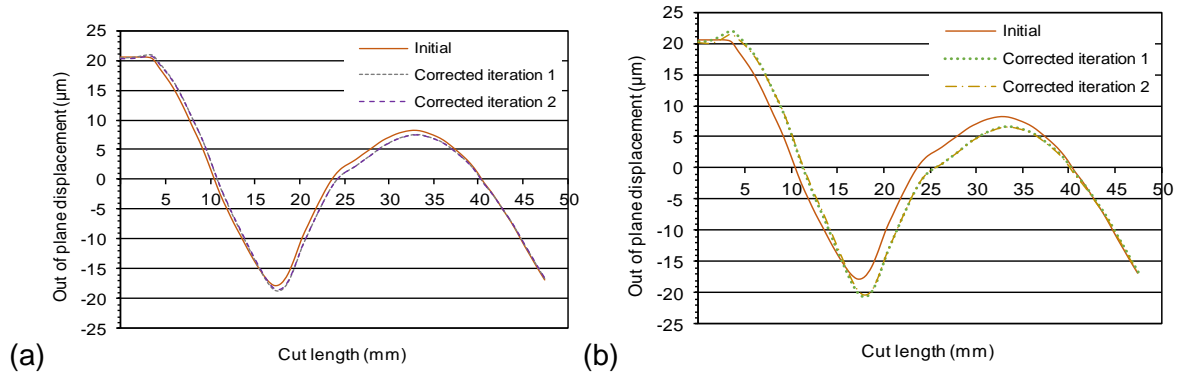 25
20
15
10
5
0
-5
-10
-15
-20
-25
5 10 15 20 25 30 35 40 45 50
Out of plane displacement (µm)
Cut length (mm)
Initial
Corrected iteration 1
Corrected iteration 2
(a)
25
20
15
10
5
0
-5
-10
-15
-20
-25
0 5 10 15 20 25 30 35 40 45 50
Out of plane displacement (µm)
Cut length (mm)
Initial
Corrected iteration 1
Corrected iteration 2
(b)